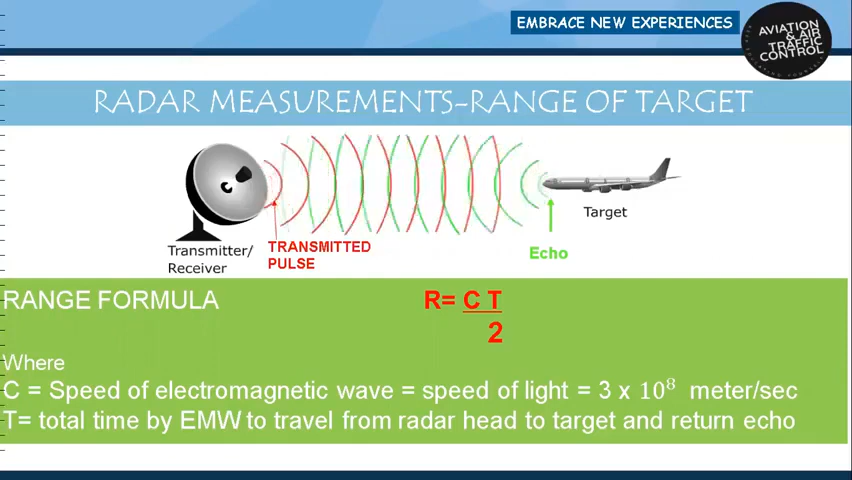 EMBRACE NEW EXPERIENCES
AVIATION
& AIR
TRAFFIC
CONTROL
RADAR MEASUREMENTS-RANGE OF TARGET
Transmitter/
Receiver
TRANSMITTED
PULSE
Echo
Target
RANGE FORMULA
R= C T
2
Where
C = Speed of electromagnetic wave = speed of light = 3 x 10⁸ meter/sec
T= total time by EMW to travel from radar head to target and return echo